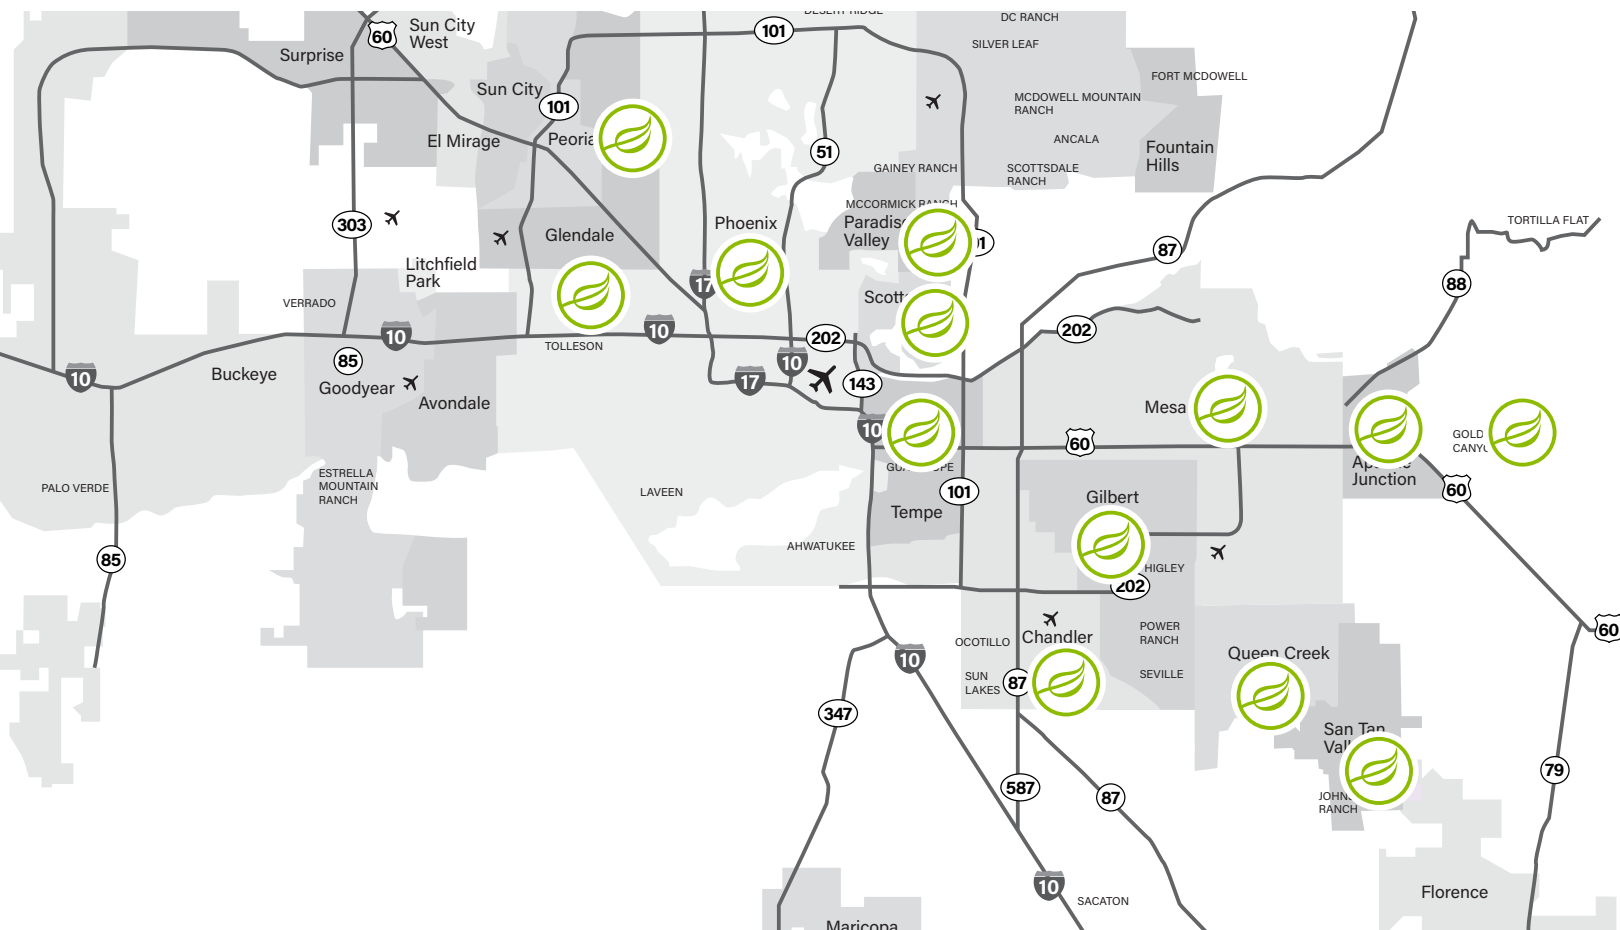 DC RANCH
101
60
Sun City
West
SILVER LEAF
Surprise
FORT MCDOWELL
Sun City
101
MCDOWELL MOUNTAIN
RANCH
El Mirage
Peoria
51
ANCALA
Fountain
Hills
GAINEY RANCH
SCOTTSDALE
RANCH
MCCORMICK RANCH
303
Phoenix
Valley
Glendale
TORTILLA FLAT
87
Litchfield
Park
17
88
VERRADO
10
10
202
202
TOLLESON
85
10
Buckeye
10
17
143
Goodyear
Avondale
Mesa
10
60
GOLD
ESTRELLA
MOUNTAIN
RANCH
Junction
PALO VERDE
LAVEEN
101
60
Gilbert
Tempe
AHWATUKEE
85
HIGLEY
202
60
OCOTILLO
Chandler
POWER
RANCH
10
Queen Creek
SUN
LAKES
87
SEVILLE
347
San Tan
79
587
87
RANCH
10
Florence
SACATON
Maricopa